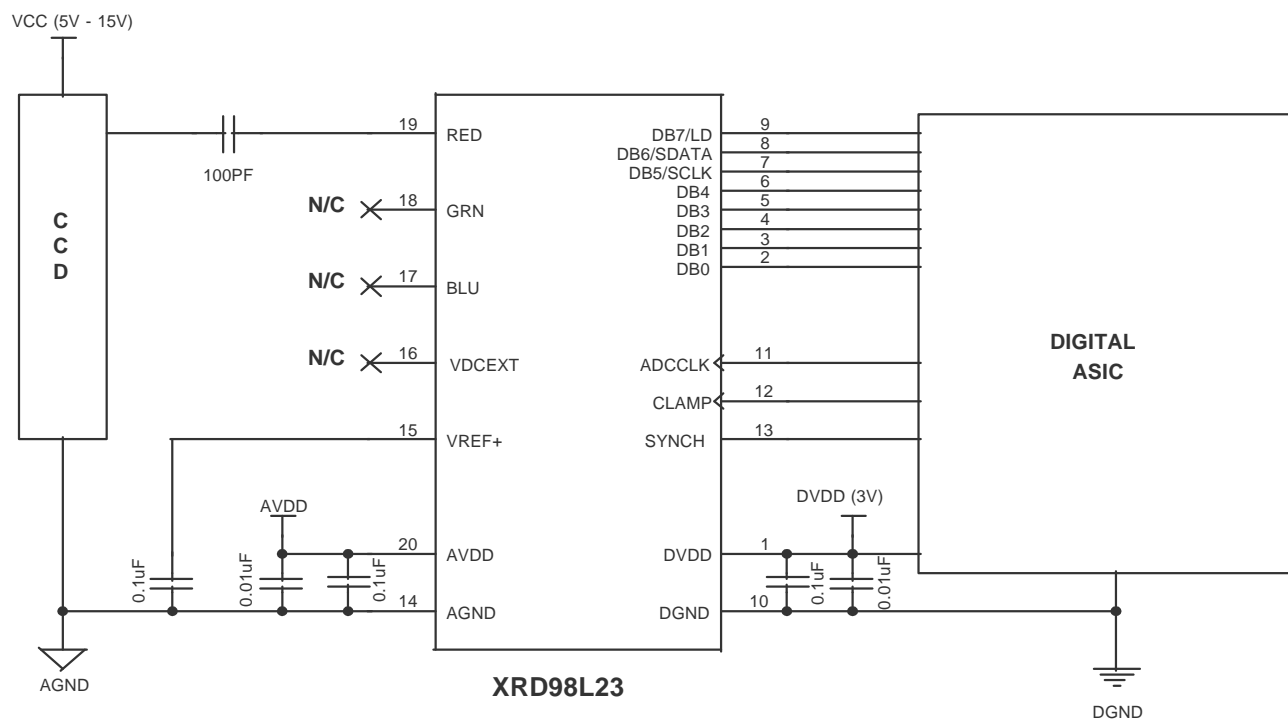 VCC (5V - 15V)
C
C
D
100PF
19 RED
N/C 18 GRN
N/C 17 BLU
N/C 16 VDCEXT
15 VREF+
AVDD
20 AVDD
14 AGND
0.1uF
0.01uF
0.1uF
AGND
DB7/LD 9
DB6/SDATA 8
DB5/SCLK 7
DB4 6
DB3 5
DB2 4
DB1 3
DB0 2
ADCCLK 11
CLAMP 12
SYNCH 13
DVDD (3V)
DVDD 1
DGND 10
0.1uF
0.01uF
DIGITAL
ASIC
XRD98L23
DGND